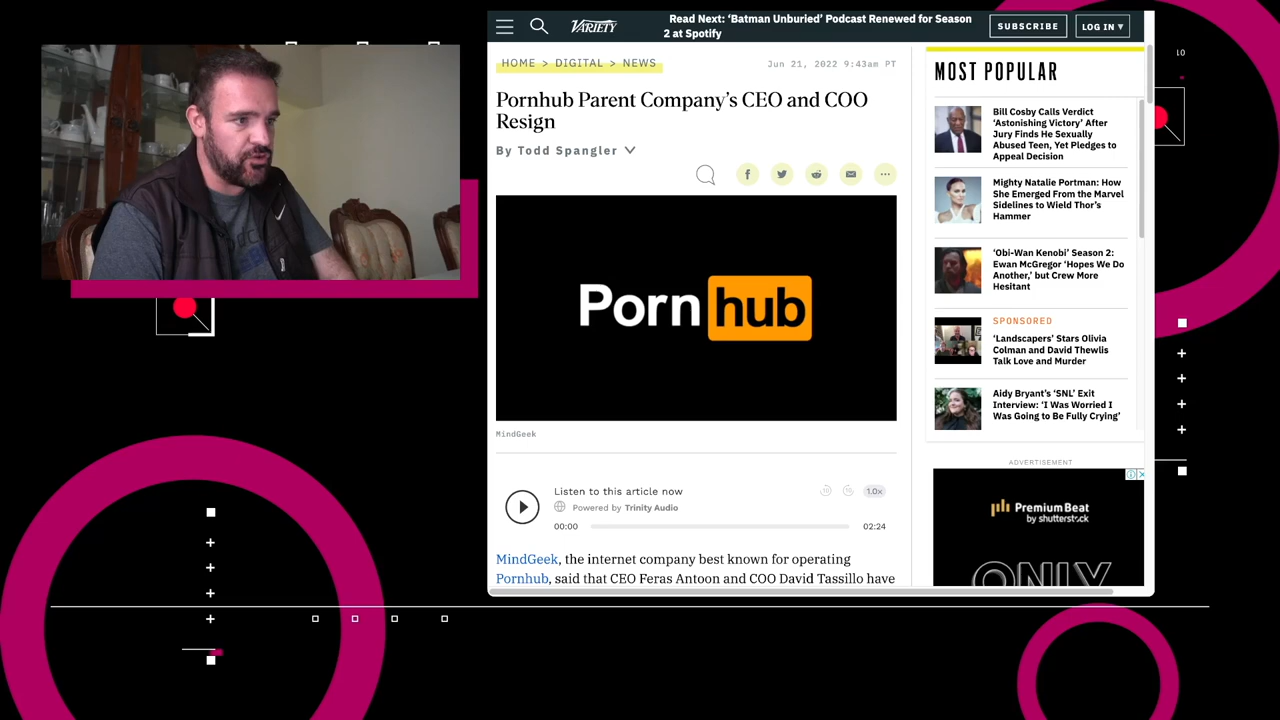 VARIETY
Read Next: ‘Batman Unburied’ Podcast Renewed for Season
2 at Spotify
SUBSCRIBE
LOG IN ▾
HOME > DIGITAL > NEWS
Jun 21, 2022 9:43am PT
Pornhub Parent Company’s CEO and COO
Resign
By Todd Spangler
Porn hub
MindGeek
Listen to this article now
Powered by Trinity Audio
10
10
1.0x
00:00
02:24
MindGeek, the internet company best known for operating
Pornhub, said that CEO Feras Antoon and COO David Tassillo have
MOST POPULAR
Bill Cosby Calls Verdict
‘Astonishing Victory’ After
Jury Finds He Sexually
Abused Teen, Yet Pledges to
Appeal Decision
Mighty Natalie Portman: How
She Emerged From the Marvel
Sidelines to Wield Thor’s
Hammer
‘Obi-Wan Kenobi’ Season 2:
Ewan McGregor ‘Hopes We Do
Another,’ but Crew More
Hesitant
SPONSORED
‘Landscapers’ Stars Olivia
Colman and David Thewlis
Talk Love and Murder
Aidy Bryant’s ‘SNL’ Exit
Interview: ‘I Was Worried I
Was Going to Be Fully Crying’
ADVERTISEMENT
PremiumBeat
by shutterstock
ONLY